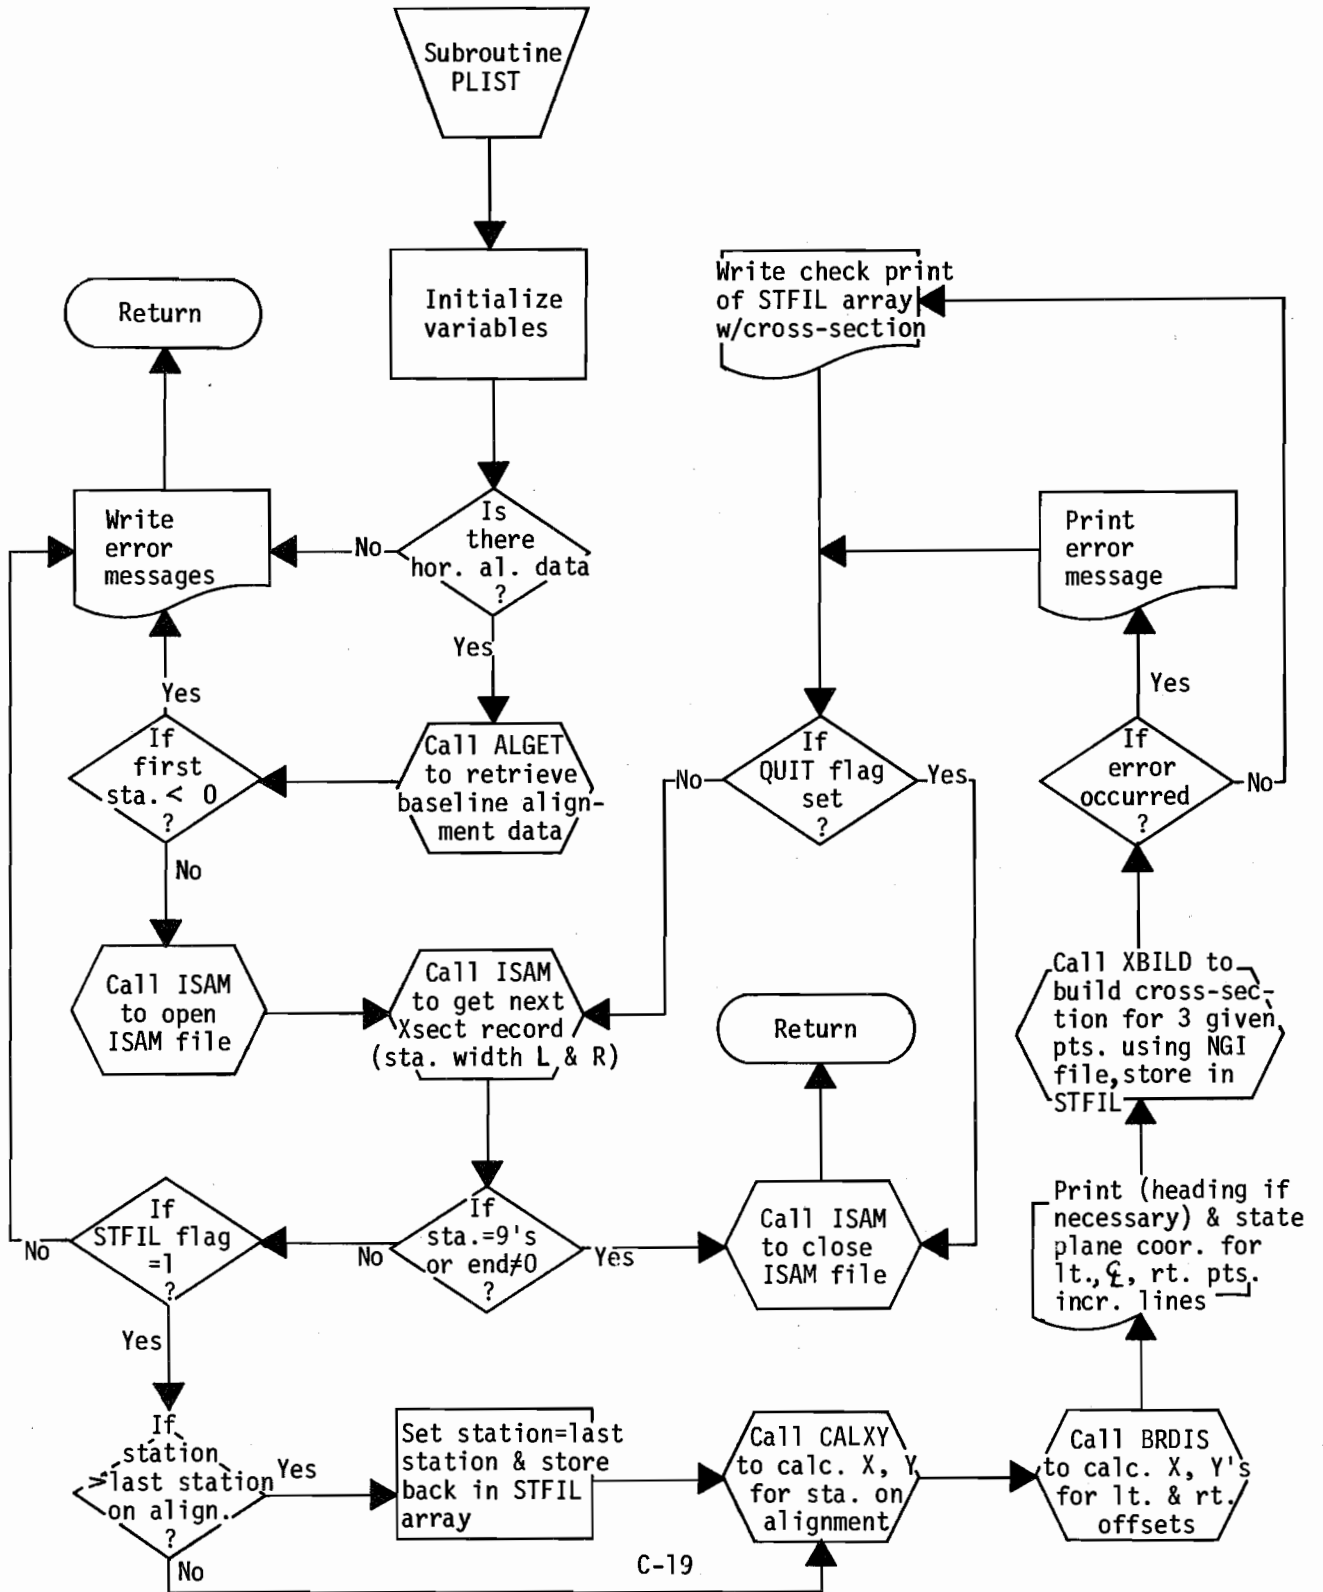 Subroutine
PLIST
Initialize
variables
Return
Write check print
of STFIL array
w/cross-section
Write
error
messages
No
Is
there
hor. al. data
?
Print
error
message
Yes
Yes
If
first
sta.< 0
?
Call ALGET
to retrieve
baseline align-
ment data
No
If
QUIT flag
set
?
Yes
Yes
If
error
occurred
?
No
No
Call ISAM
to open
ISAM file
Call ISAM
to get next
Xsect record
(sta. width L & R)
Return
Call XBILD to
build cross-sec-
tion for 3 given
pts. using NGI
file,store in
STFIL
No
If
STFIL flag
=1
?
No
If
sta.=9's
or end≠0
?
Yes
Call ISAM
to close
ISAM file
Print (heading if
necessary) & state
plane coor. for
lt.,℄, rt. pts.
incr. lines
Yes
If
station
>last station
on align.
?
Yes
Set station=last
station & store
back in STFIL
array
Call CALXY
to calc. X, Y
for sta. on
alignment
Call BRDIS
to calc. X, Y's
for lt. & rt.
offsets
No
C-19